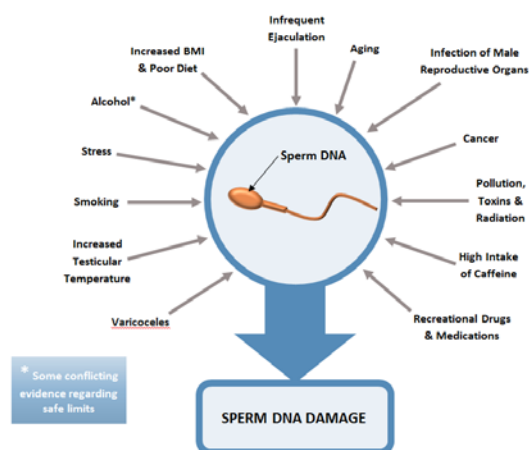 Infrequent
Ejaculation
Aging
Increased BMI
& Poor Diet
Infection of Male
Reproductive Organs
Alcohol*
Cancer
Stress
Sperm DNA
Smoking
Pollution,
Toxins &
Radiation
Increased
Testicular
Temperature
High Intake
of Caffeine
Varicoceles
Recreational Drugs
& Medications
* Some conflicting
evidence regarding
safe limits
SPERM DNA DAMAGE